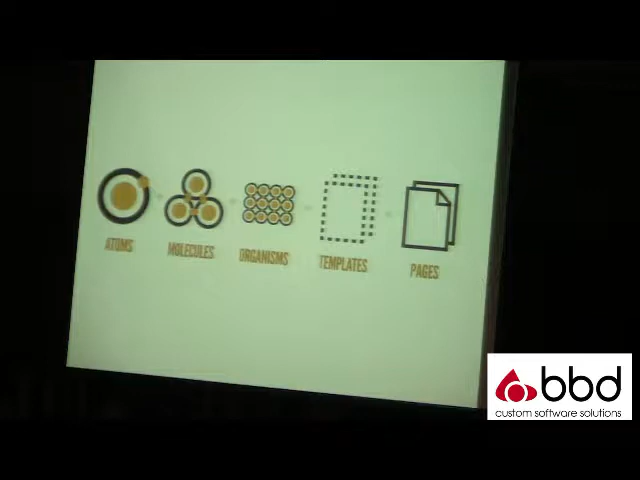 ATOMS
MOLECULES
ORGANISMS
TEMPLATES
PAGES
bbd
custom software solutions